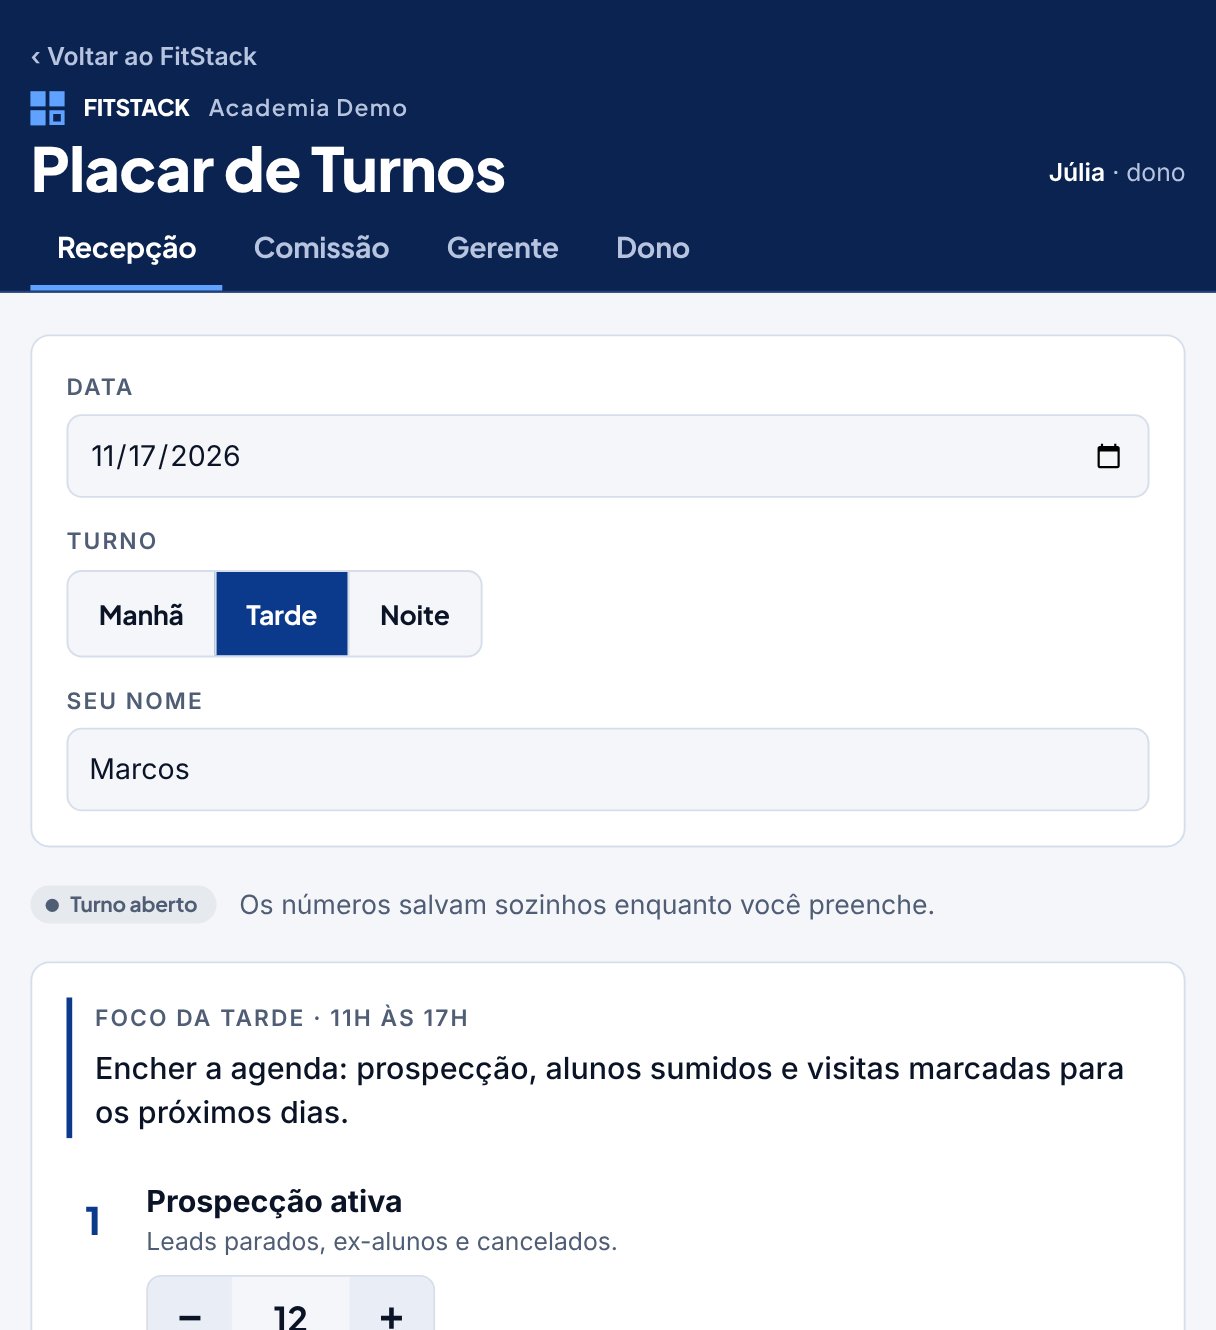 ‹ Voltar ao FitStack
FITSTACK Academia Demo
Placar de Turnos
Júlia · dono
Recepção Comissão Gerente Dono
DATA
11/17/2026
TURNO
Manhã Tarde Noite
SEU NOME
Marcos
Turno aberto Os números salvam sozinhos enquanto você preenche.
FOCO DA TARDE · 11H ÀS 17H
Encher a agenda: prospecção, alunos sumidos e visitas marcadas para
os próximos dias.
1 Prospecção ativa
Leads parados, ex-alunos e cancelados.
− 12 +